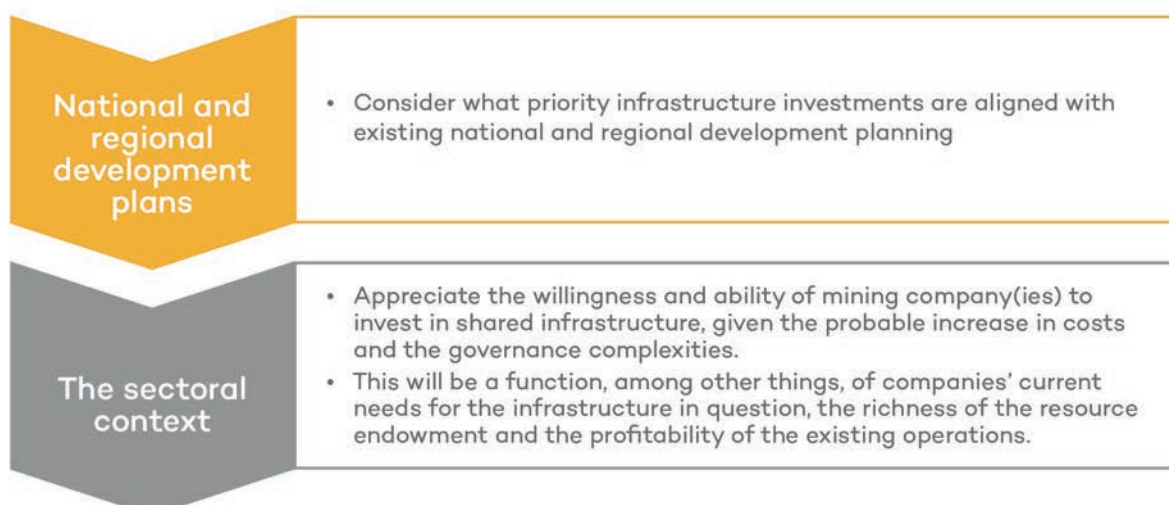 National and
regional
development
plans
• Consider what priority infrastructure investments are aligned with
existing national and regional development planning
The sectoral
context
• Appreciate the willingness and ability of mining company(ies) to
invest in shared infrastructure, given the probable increase in costs
and the governance complexities.
• This will be a function, among other things, of companies’ current
needs for the infrastructure in question, the richness of the resource
endowment and the profitability of the existing operations.